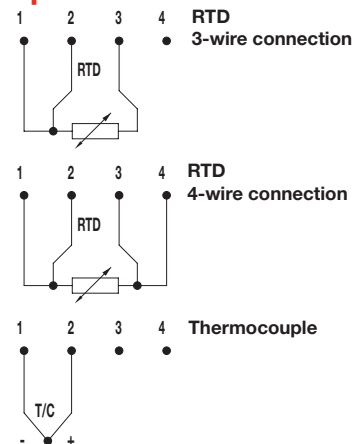 1 2 3 4 RTD
3-wire connection
RTD
1 2 3 4 RTD
4-wire connection
RTD
1 2 3 4 Thermocouple
T/C
- +